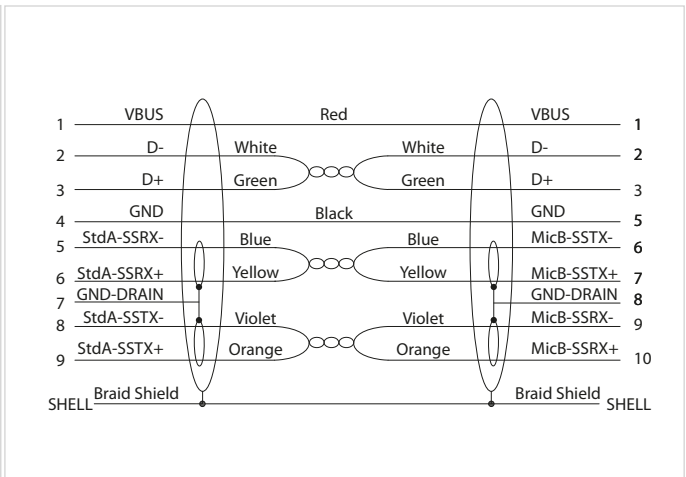 VBUS Red VBUS
1 1
2 D- White White D- 2
3 D+ Green Green D+ 3
4 GND Black GND 5
5 StdA-SSRX- Blue Blue MicB-SSTX- 6
6 StdA-SSRX+ Yellow Yellow MicB-SSTX+ 7
7 GND-DRAIN GND-DRAIN 8
8 StdA-SSTX- Violet Violet MicB-SSRX- 9
9 StdA-SSTX+ Orange Orange MicB-SSRX+ 10
SHELL Braid Shield Braid Shield SHELL